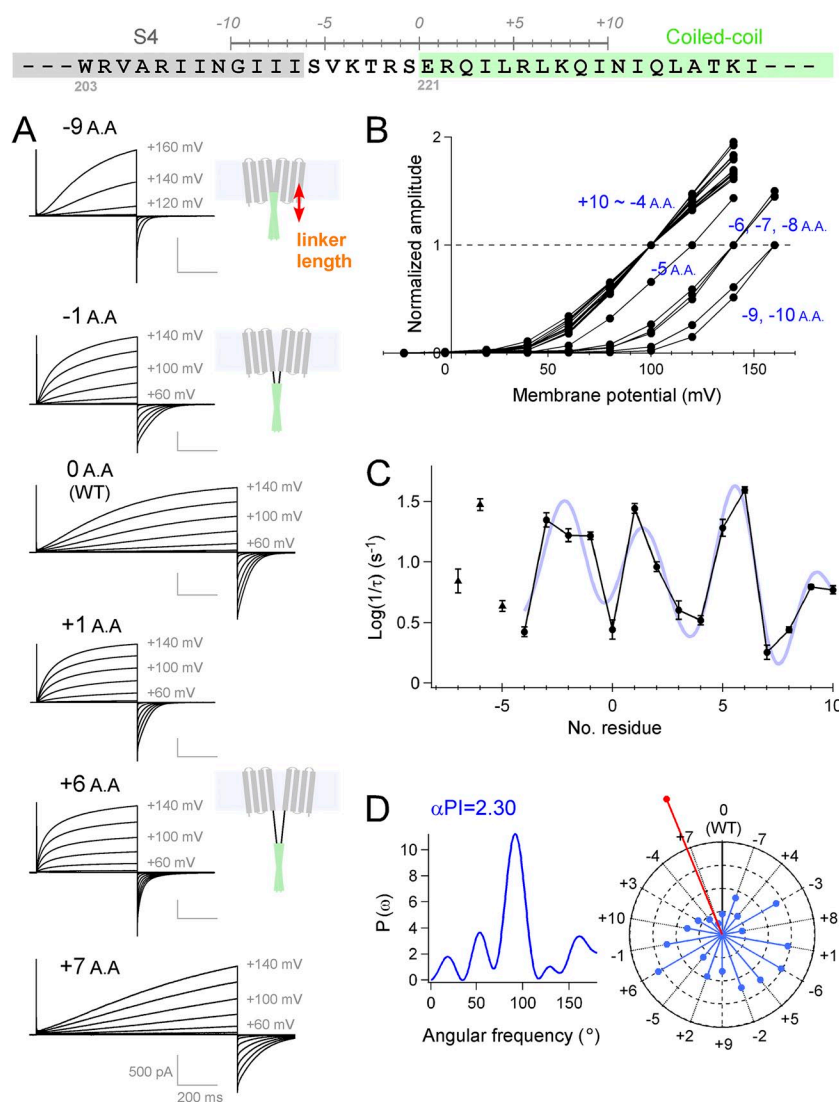 -10 -5 0 +5 +10
S4 Coiled-coil
---WRVARIINGIIISVKTRSERQILRLKQINIQLATKI---
203 221
A
-9 A.A
+160 mV
+140 mV
+120 mV
linker
length
-1 A.A
+140 mV
+100 mV
+60 mV
0 A.A
(WT)
+140 mV
+100 mV
+60 mV
+1 A.A
+140 mV
+100 mV
+60 mV
+6 A.A
+140 mV
+100 mV
+60 mV
+7 A.A
+140 mV
+100 mV
+60 mV
500 pA
200 ms
B
Normalized amplitude
2
1
0
+10 ~ -4 A.A.
-6, -7, -8 A.A.
-5 A.A.
-9, -10 A.A.
0 50 100 150
Membrane potential (mV)
C
Log(1/τ) (s-1)
1.5
1.0
0.5
0
-5 0 5 10
No. residue
D
αPI=2.30
P(ω)
10
8
6
4
2
0
0 50 100 150
Angular frequency (°)
0
(WT)
-7
+4
-3
+8
+1
-6
+5
-2
+9
+2
-5
+6
-1
+10
+3
-4
+7